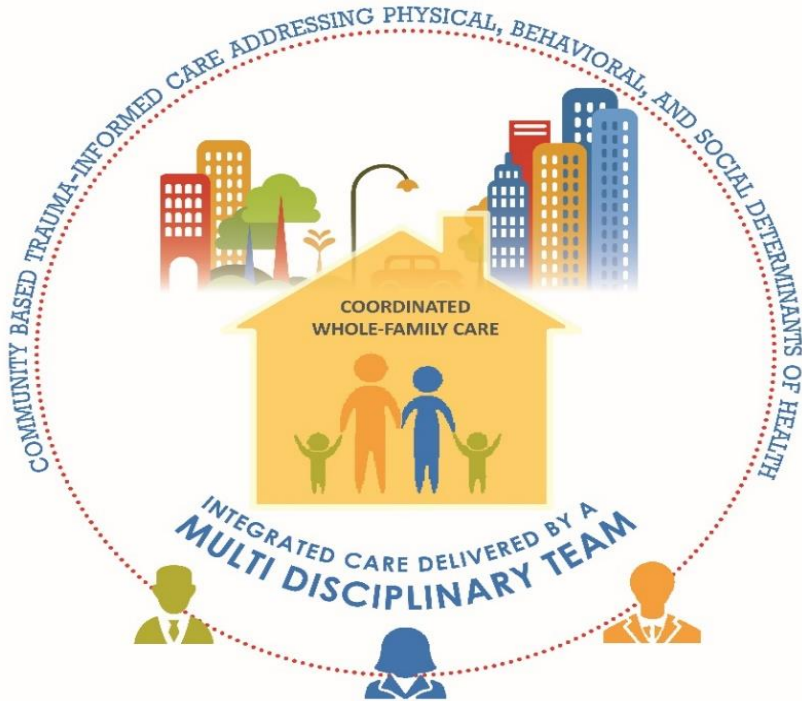 COMMUNITY BASED TRAUMA-INFORMED CARE ADDRESSING PHYSICAL, BEHAVIORAL, AND SOCIAL DETERMINANTS OF HEALTH
COORDINATED
WHOLE-FAMILY CARE
INTEGRATED CARE DELIVERED BY A
MULTI DISCIPLINARY TEAM